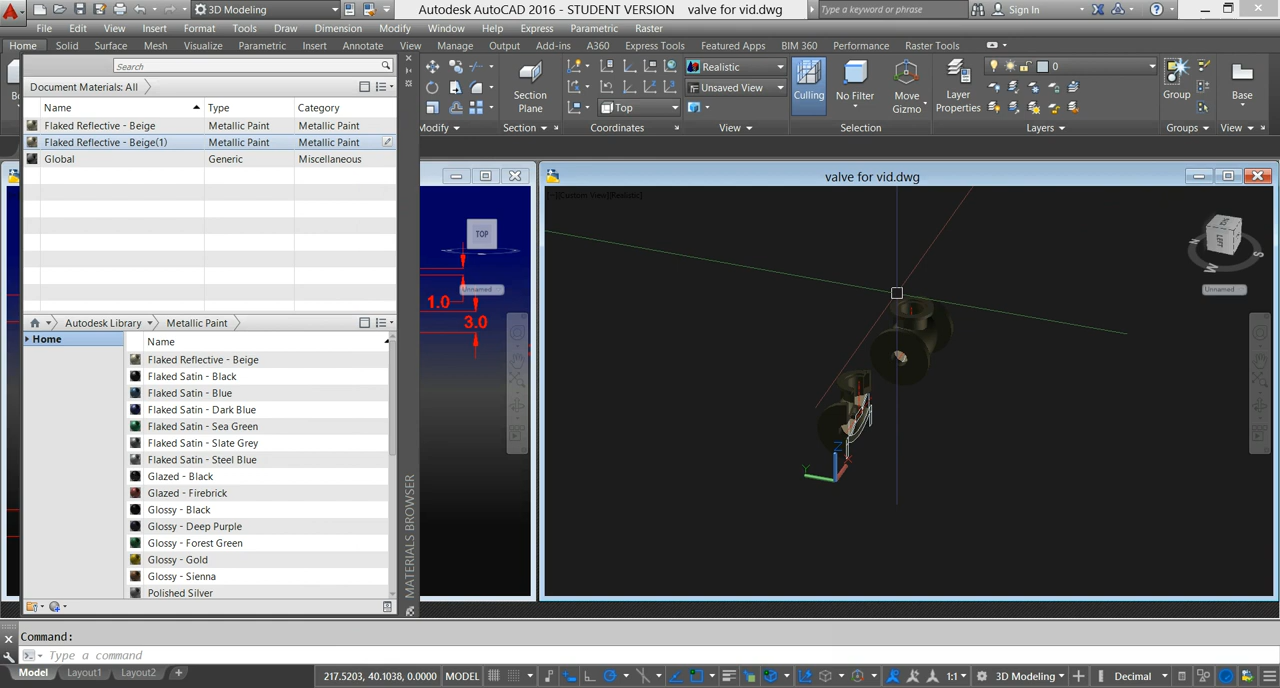 3D Modeling
Autodesk AutoCAD 2016 - STUDENT VERSION valve for vid.dwg
Type a keyword or phrase
Sign In
File Edit View Insert Format Tools Draw Dimension Modify Window Help Express Parametric Raster
Home Solid Surface Mesh Visualize Parametric Insert Annotate View Manage Output Add-ins A360 Express Tools Featured Apps BIM 360 Performance Raster Tools
Search
Document Materials: All
Name Type Category
Flaked Reflective - Beige Metallic Paint Metallic Paint
Flaked Reflective - Beige(1) Metallic Paint Metallic Paint
Global Generic Miscellaneous
Section
Plane
Realistic
Unsaved View
Top
Culling
No Filter
Move
Gizmo
Layer
Properties
0
Group
Base
Modify Section Coordinates View Selection Layers Groups View
valve for vid.dwg
[−][Custom View][Realistic]
TOP
Unnamed
1.0
3.0
LEFT
N
W
S
Unnamed
Z
Y
X
Autodesk Library Metallic Paint
Home
Name
Flaked Reflective - Beige
Flaked Satin - Black
Flaked Satin - Blue
Flaked Satin - Dark Blue
Flaked Satin - Sea Green
Flaked Satin - Slate Grey
Flaked Satin - Steel Blue
Glazed - Black
Glazed - Firebrick
Glossy - Black
Glossy - Deep Purple
Glossy - Forest Green
Glossy - Gold
Glossy - Sienna
Polished Silver
MATERIALS BROWSER
Command:
Type a command
Model Layout1 Layout2 +
217.5203, 40.1038, 0.0000 MODEL
1:1
1:1
3D Modeling
Decimal